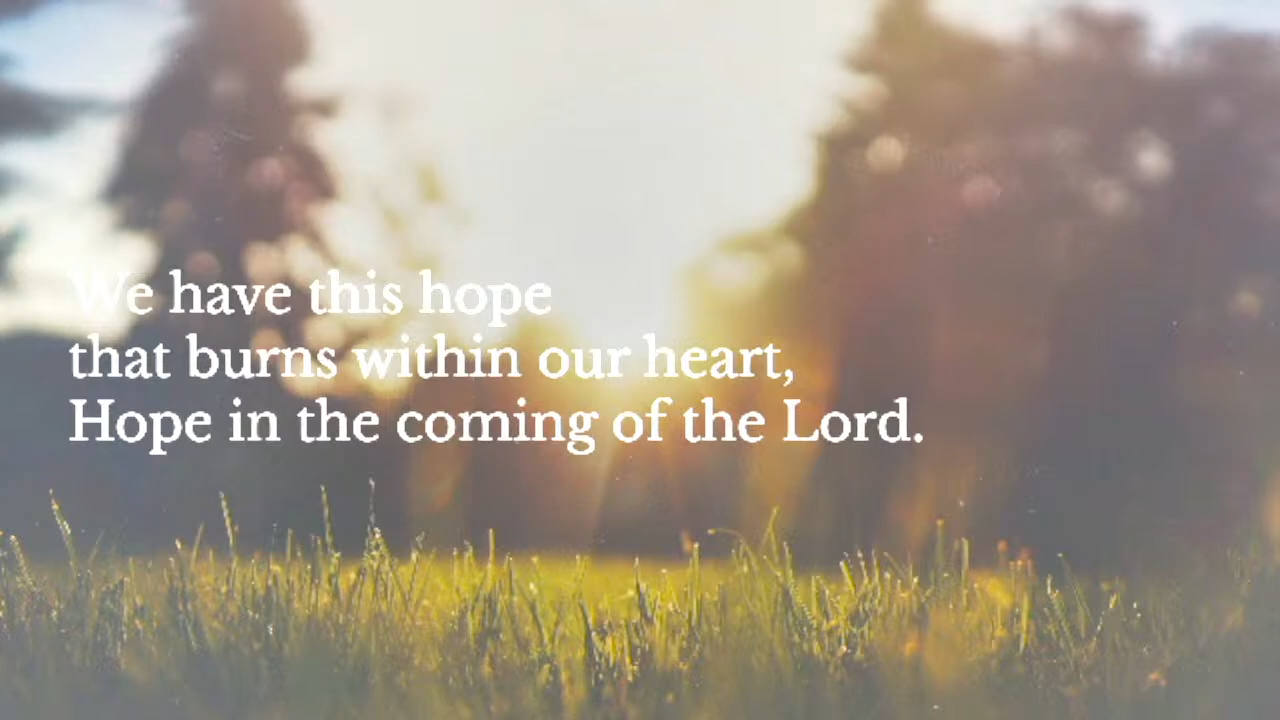 We have this hope
that burns within our heart,
Hope in the coming of the Lord.